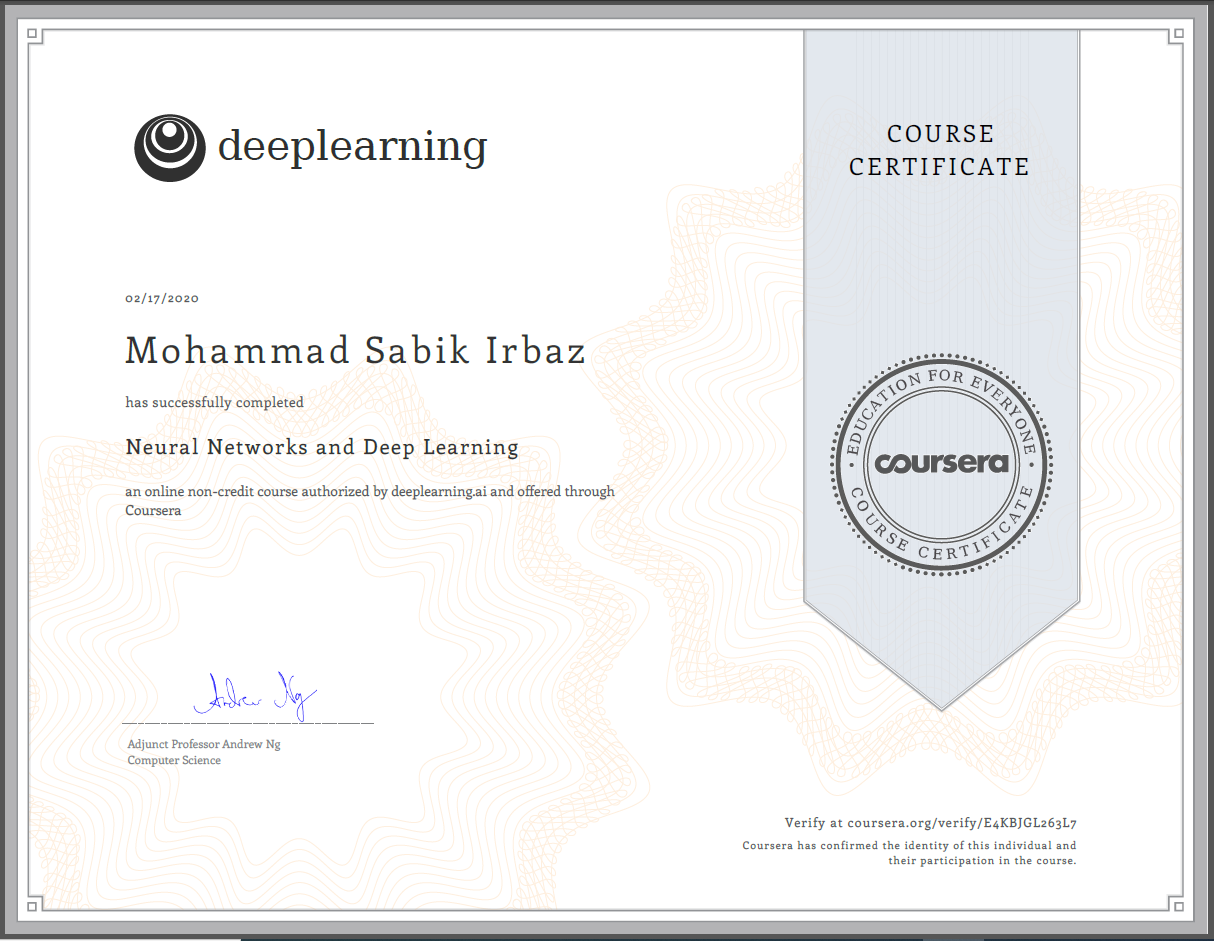 deeplearning
COURSE
CERTIFICATE
02/17/2020
Mohammad Sabik Irbaz
has successfully completed
Neural Networks and Deep Learning
an online non-credit course authorized by deeplearning.ai and offered through
Coursera
EDUCATION FOR EVERYONE
coursera
COURSE CERTIFICATE
Andrew Ng
Adjunct Professor Andrew Ng
Computer Science
Verify at coursera.org/verify/E4KBJGL263L7
Coursera has confirmed the identity of this individual and
their participation in the course.